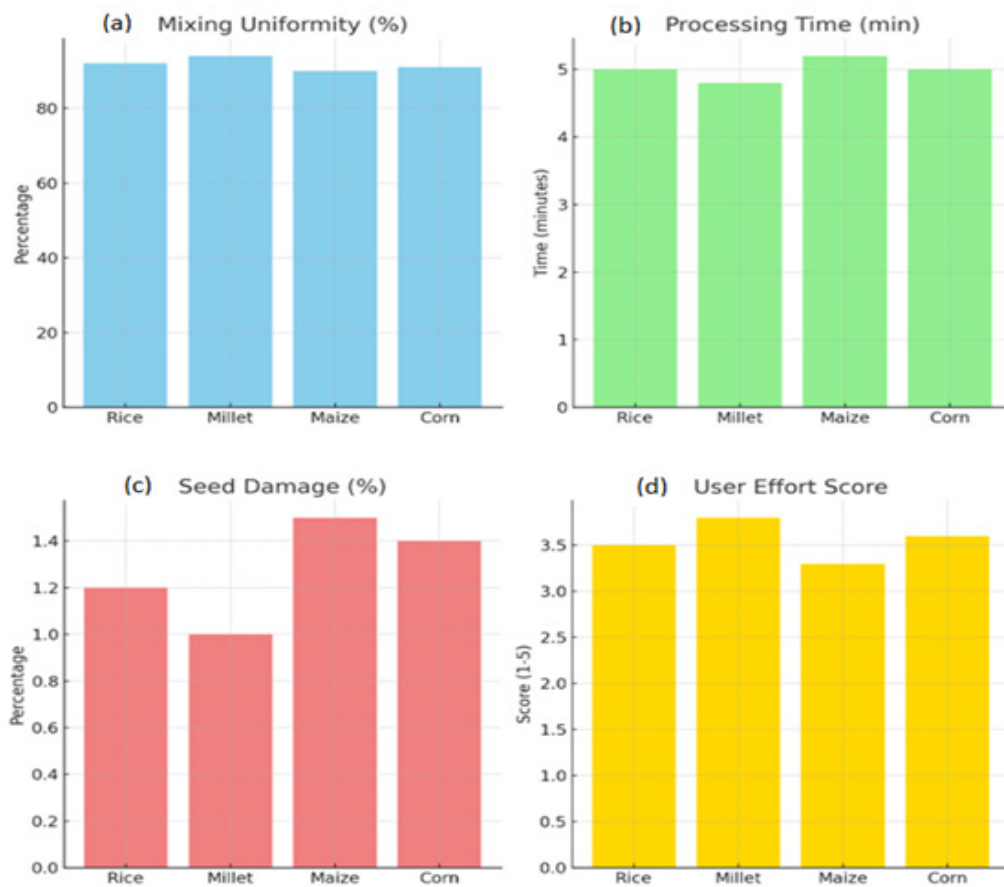 (a) Mixing Uniformity (%)
Percentage
80
60
40
20
0
Rice Millet Maize Corn
(b) Processing Time (min)
Time (minutes)
5
4
3
2
1
0
Rice Millet Maize Corn
(c) Seed Damage (%)
Percentage
1.4
1.2
1.0
0.8
0.6
0.4
0.2
0.0
Rice Millet Maize Corn
(d) User Effort Score
Score (1-5)
3.5
3.0
2.5
2.0
1.5
1.0
0.5
0.0
Rice Millet Maize Corn